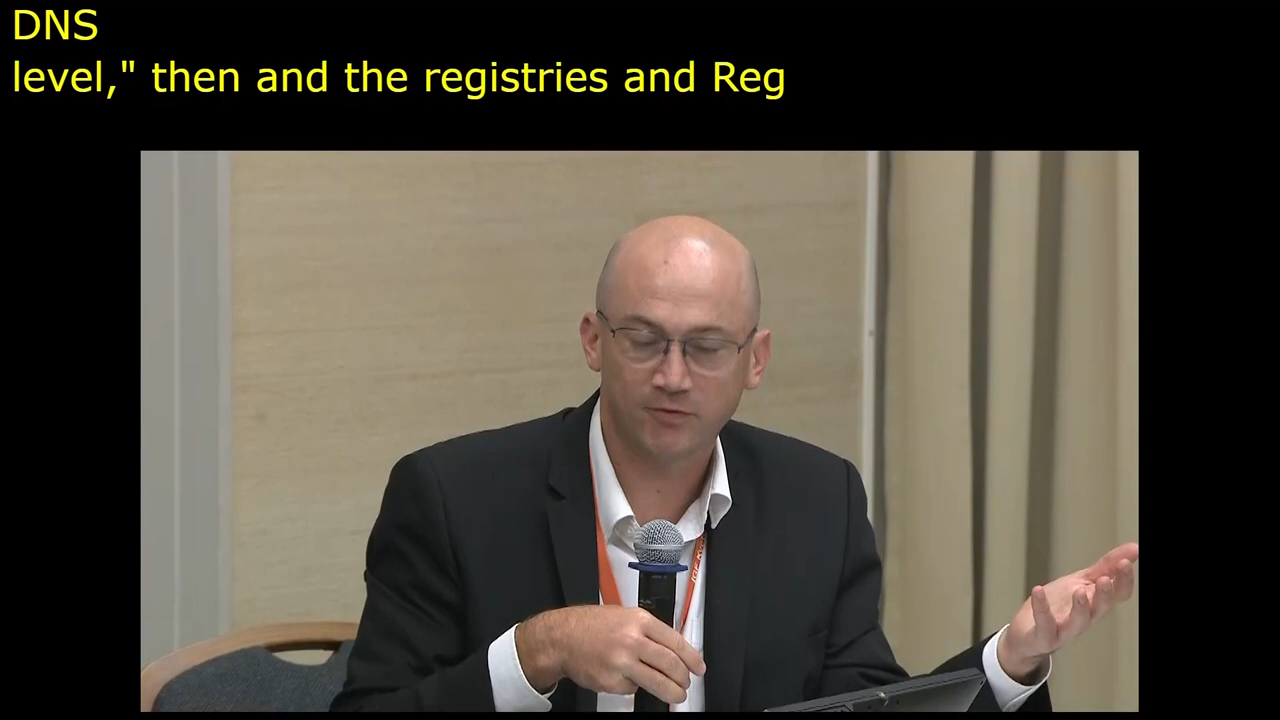 DNS
level," then and the registries and Reg